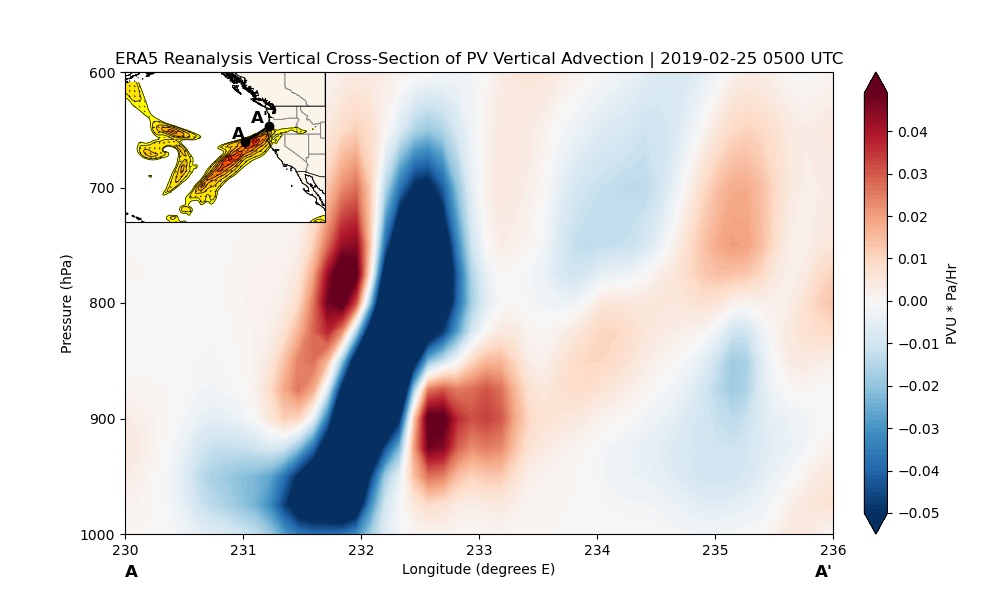 ERA5 Reanalysis Vertical Cross-Section of PV Vertical Advection | 2019-02-25 0500 UTC
600
700
800
900
1000
Pressure (hPa)
A
A'
230
231
232
233
234
235
236
A
Longitude (degrees E)
A'
0.04
0.03
0.02
0.01
0.00
−0.01
−0.02
−0.03
−0.04
−0.05
PVU * Pa/Hr